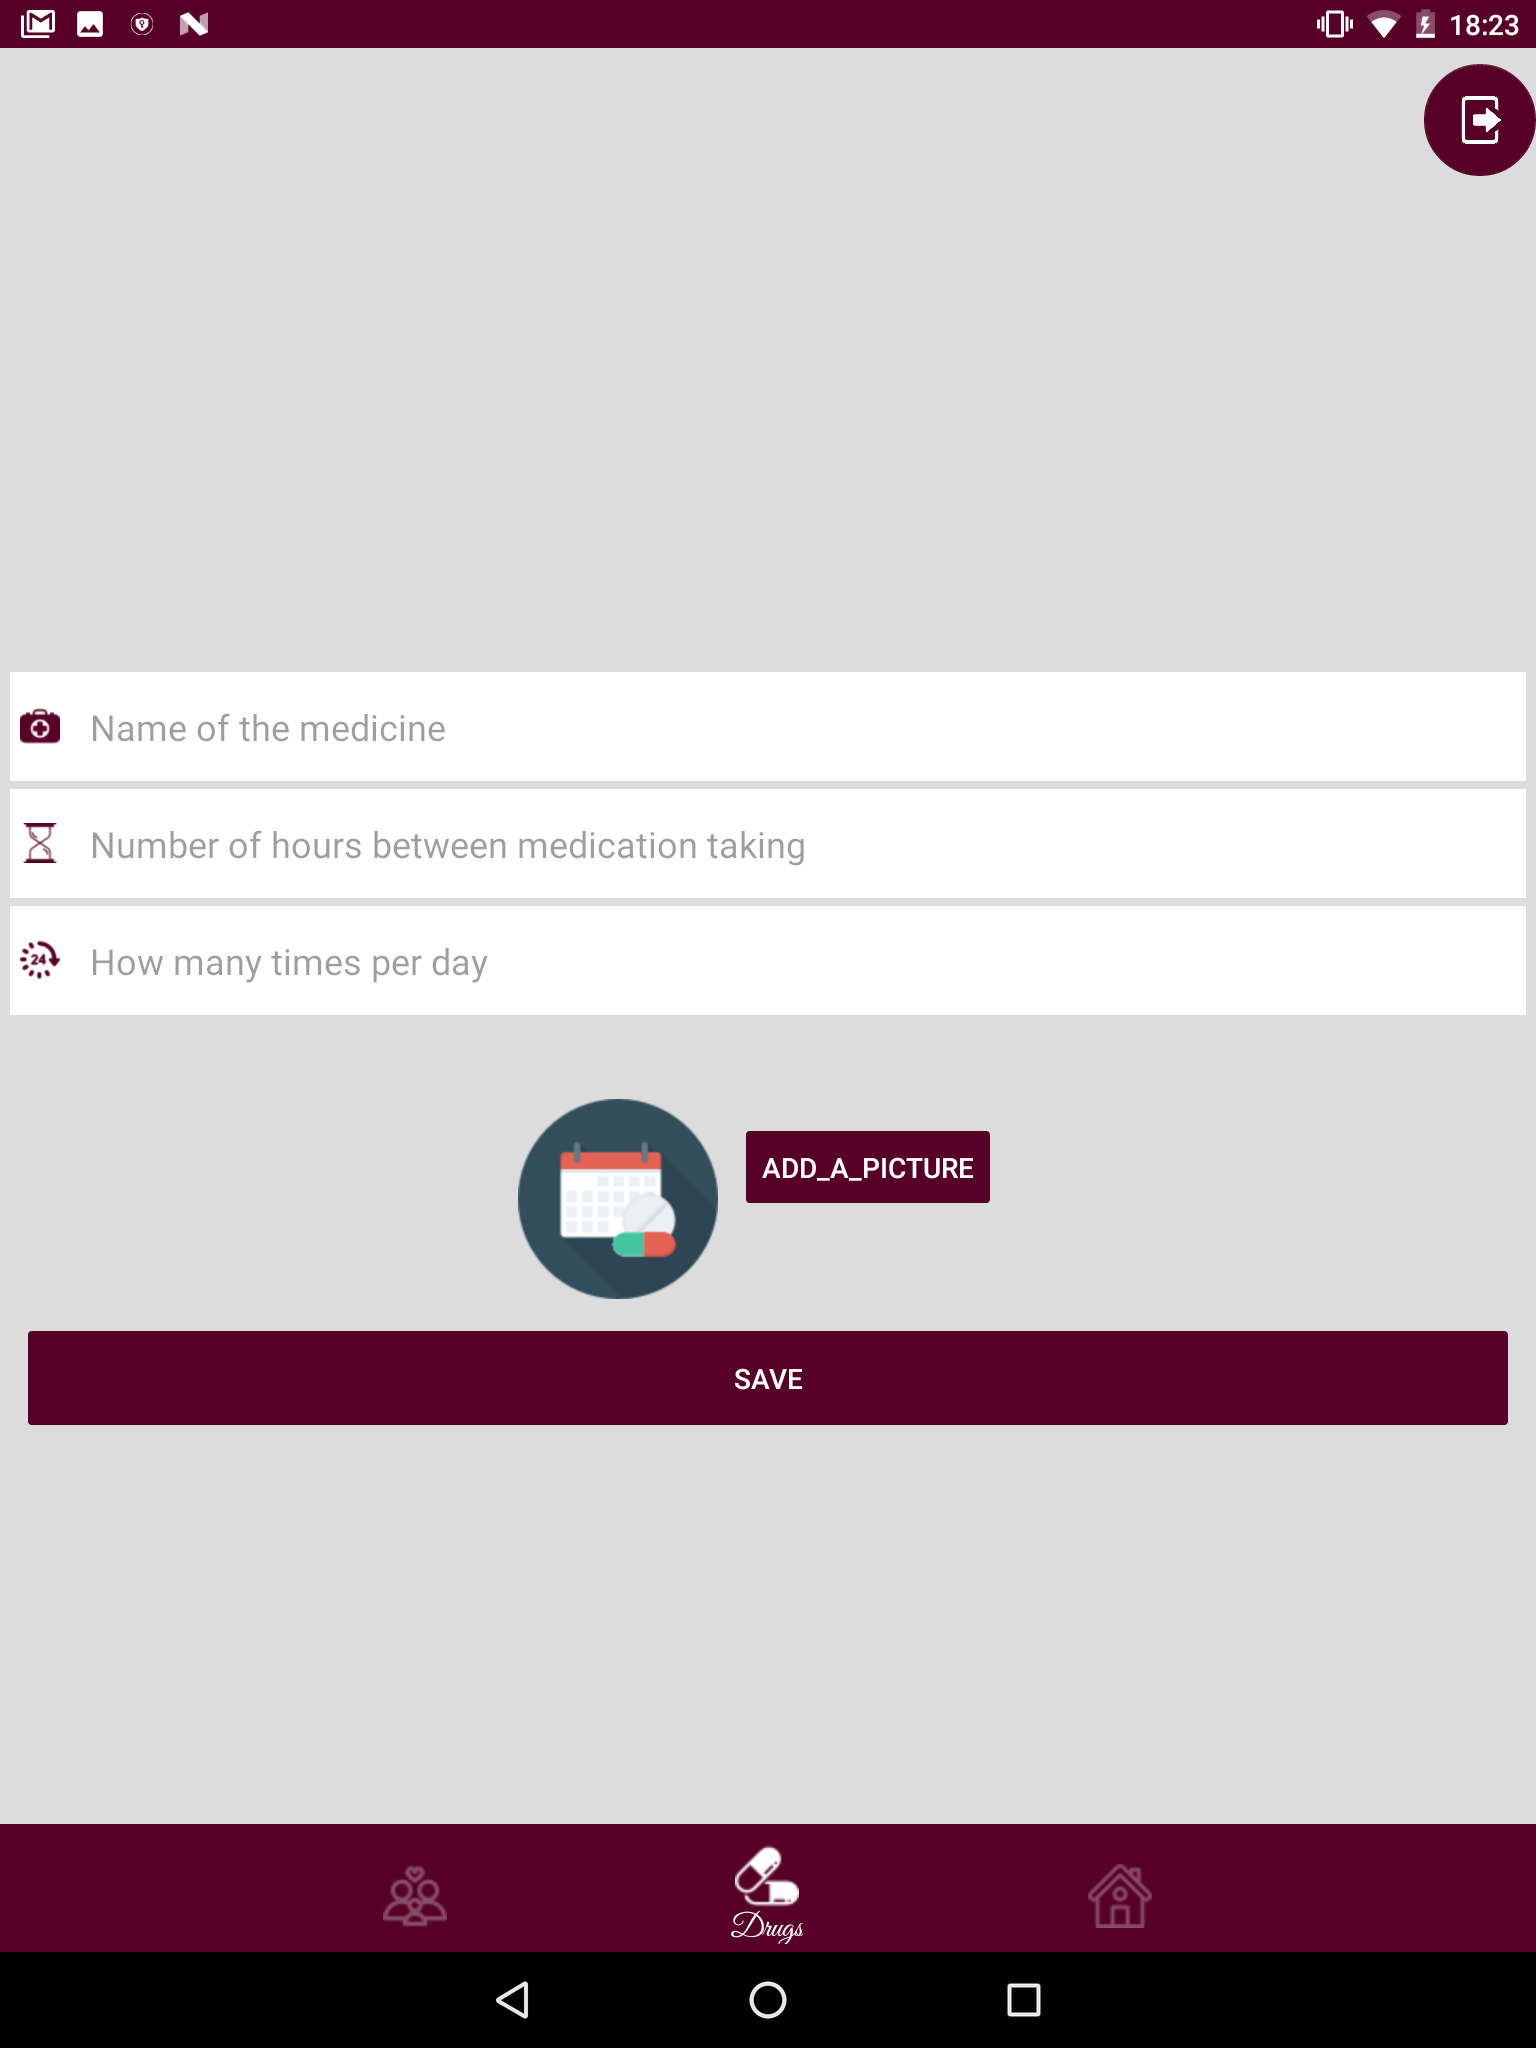 18:23
Name of the medicine
Number of hours between medication taking
24
How many times per day
ADD_A_PICTURE
SAVE
Drugs